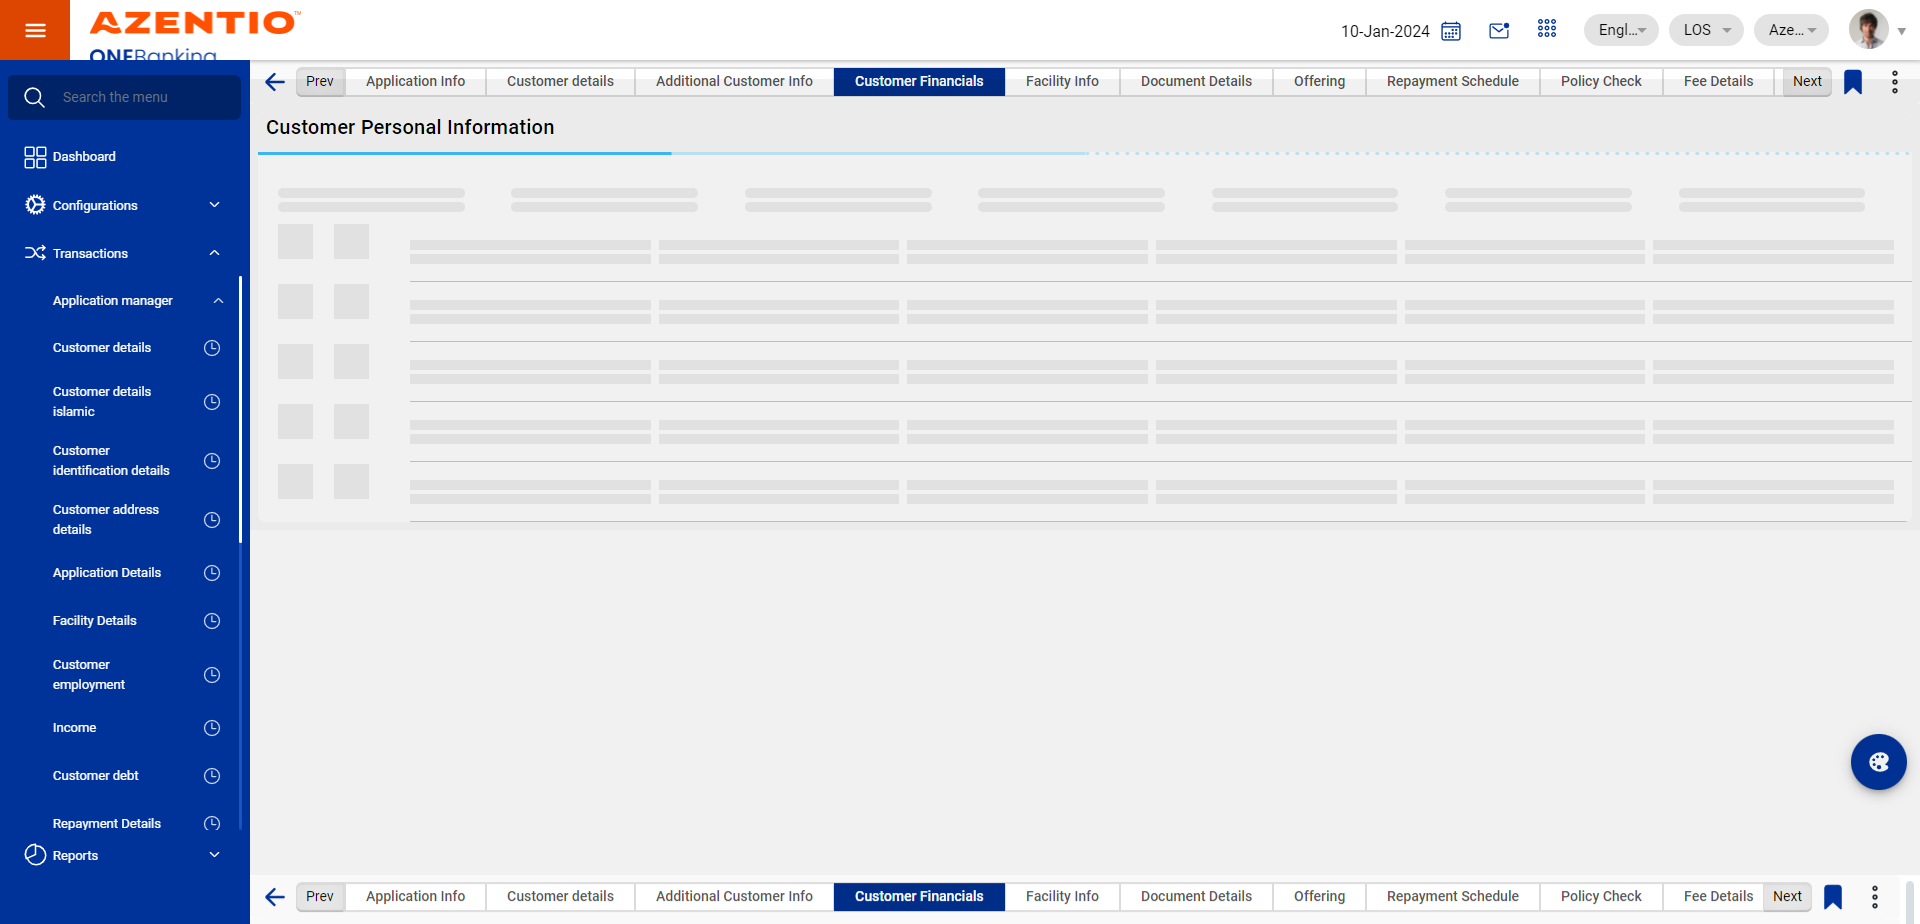 AZENTIO™
ONEBanking
10-Jan-2024
Engl...
LOS
Aze...
Search the menu
Dashboard
Configurations
Transactions
Application manager
Customer details
Customer details
islamic
Customer
identification details
Customer address
details
Application Details
Facility Details
Customer
employment
Income
Customer debt
Repayment Details
Reports
Prev
Application Info
Customer details
Additional Customer Info
Customer Financials
Facility Info
Document Details
Offering
Repayment Schedule
Policy Check
Fee Details
Next
Customer Personal Information
Prev
Application Info
Customer details
Additional Customer Info
Customer Financials
Facility Info
Document Details
Offering
Repayment Schedule
Policy Check
Fee Details
Next